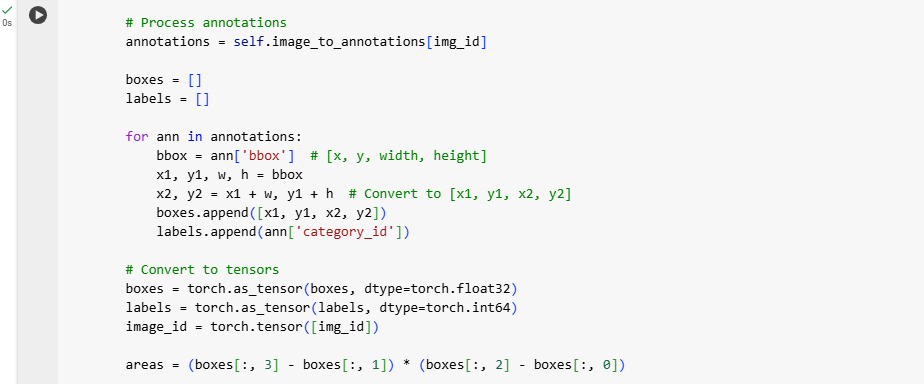 0s
# Process annotations
annotations = self.image_to_annotations[img_id]
boxes = []
labels = []
for ann in annotations:
bbox = ann['bbox']  # [x, y, width, height]
x1, y1, w, h = bbox
x2, y2 = x1 + w, y1 + h  # Convert to [x1, y1, x2, y2]
boxes.append([x1, y1, x2, y2])
labels.append(ann['category_id'])
# Convert to tensors
boxes = torch.as_tensor(boxes, dtype=torch.float32)
labels = torch.as_tensor(labels, dtype=torch.int64)
image_id = torch.tensor([img_id])
areas = (boxes[:, 3] - boxes[:, 1]) * (boxes[:, 2] - boxes[:, 0])